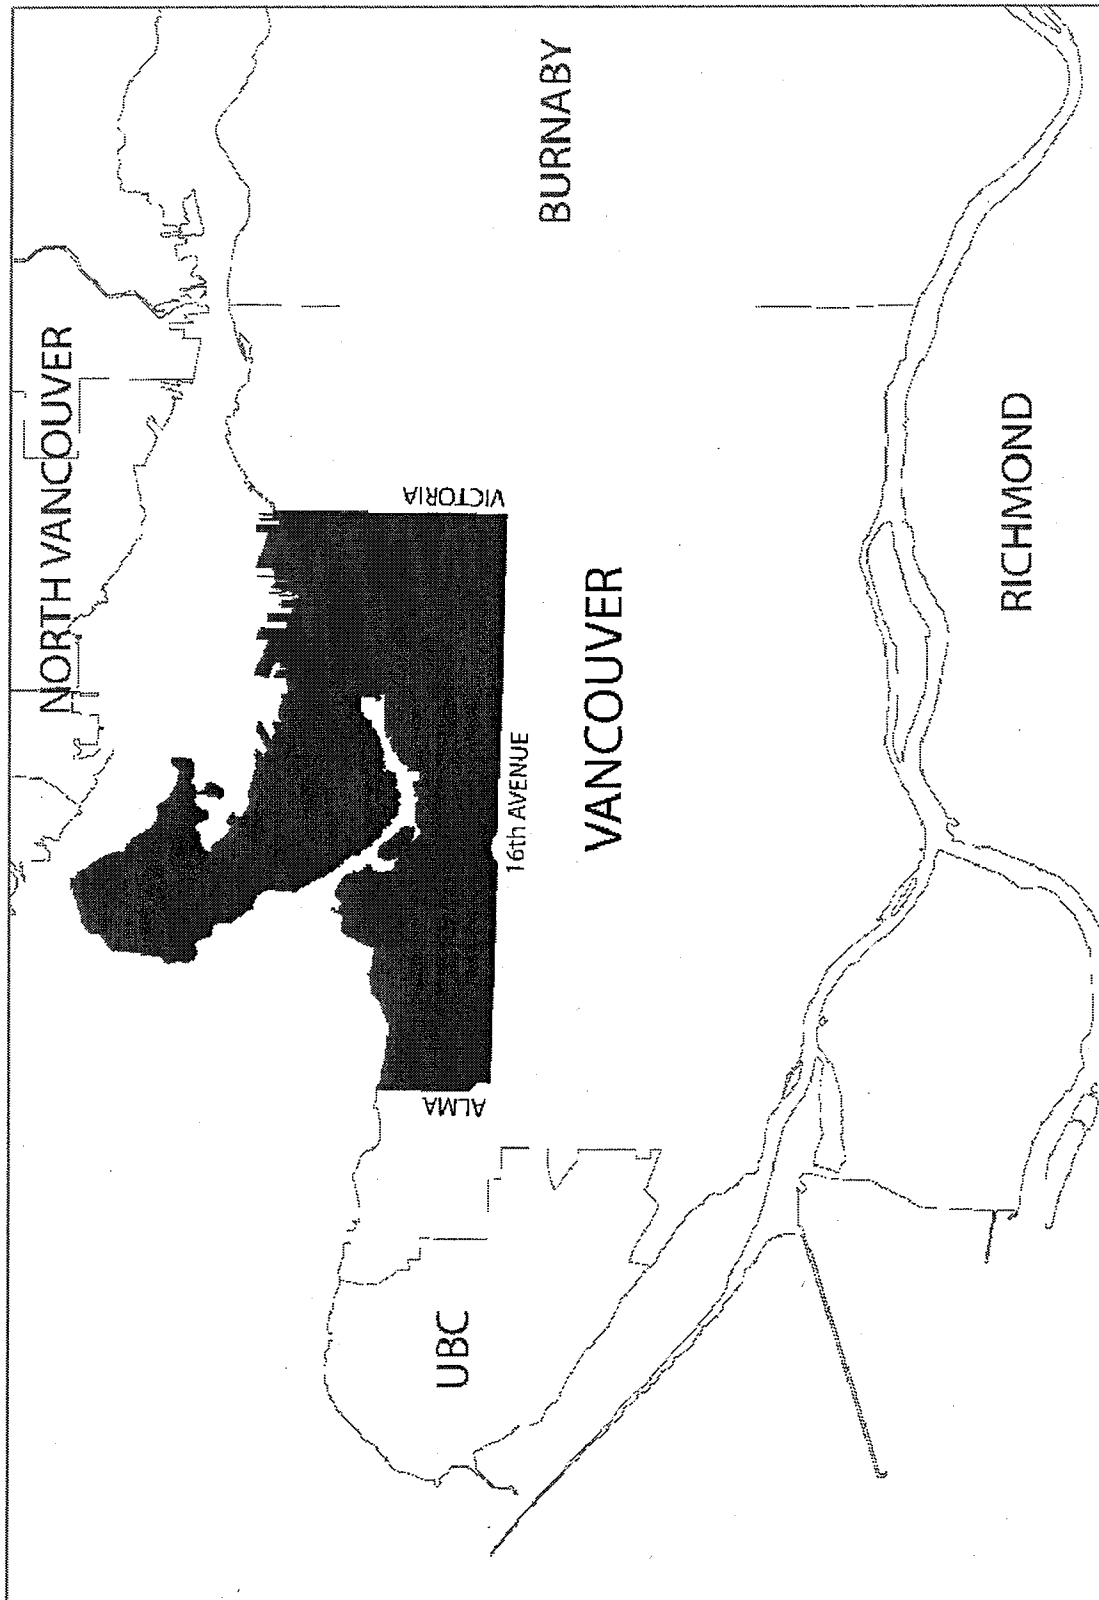 NORTH VANCOUVER
BURNABY
VICTORIA
VANCOUVER
16th AVENUE
RICHMOND
ALMA
UBC